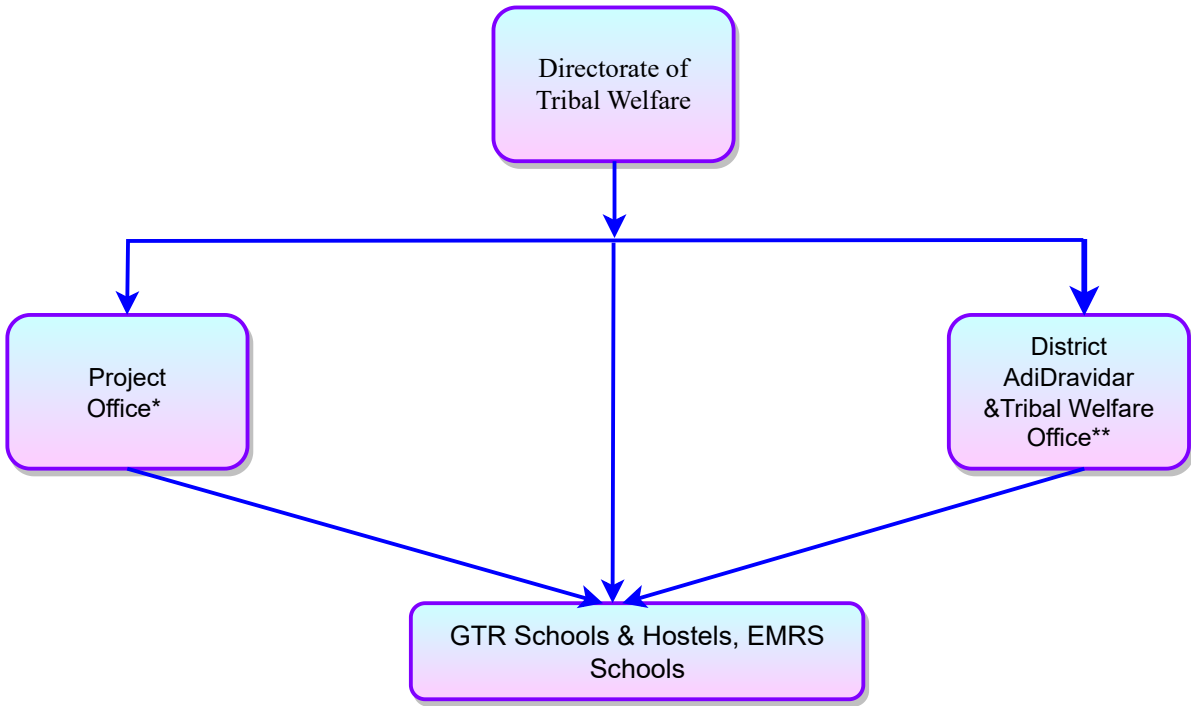 Directorate of
Tribal Welfare
Project
Office*
District
AdiDravidar
&Tribal Welfare
Office**
GTR Schools & Hostels, EMRS
Schools